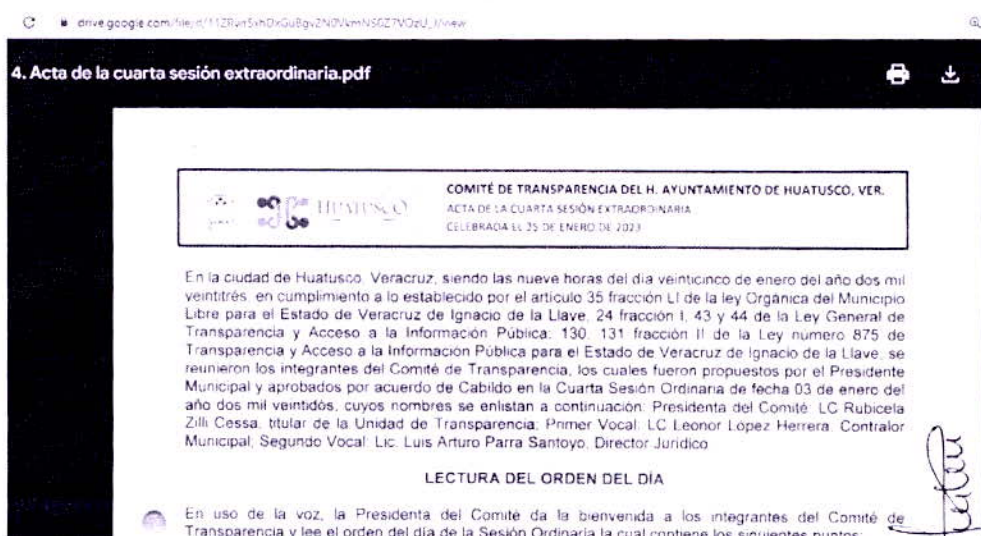 4. Acta de la cuarta sesión extraordinaria.pdf
HUATUSCO
COMITÉ DE TRANSPARENCIA DEL H. AYUNTAMIENTO DE HUATUSCO, VER.
ACTA DE LA CUARTA SESIÓN EXTRAORDINARIA
CELEBRADA EL 25 DE ENERO DE 2023
En la ciudad de Huatusco, Veracruz, siendo las nueve horas del día veinticinco de enero del año dos mil
veintitrés, en cumplimiento a lo establecido por el artículo 35 fracción LI de la ley Orgánica del Municipio
Libre para el Estado de Veracruz de Ignacio de la Llave, 24 fracción I, 43 y 44 de la Ley General de
Transparencia y Acceso a la Información Pública; 130, 131 fracción II de la Ley número 875 de
Transparencia y Acceso a la Información Pública para el Estado de Veracruz de Ignacio de la Llave, se
reunieron los integrantes del Comité de Transparencia, los cuales fueron propuestos por el Presidente
Municipal y aprobados por acuerdo de Cabildo en la Cuarta Sesión Ordinaria de fecha 03 de enero del
año dos mil veintidós, cuyos nombres se enlistan a continuación: Presidenta del Comité: LC Rubicela
Zilli Cessa, titular de la Unidad de Transparencia; Primer Vocal: LC Leonor López Herrera, Contralor
Municipal; Segundo Vocal: Lic. Luis Arturo Parra Santoyo, Director Jurídico
LECTURA DEL ORDEN DEL DÍA
En uso de la voz, la Presidenta del Comité da la bienvenida a los integrantes del Comité de
Transparencia y lee el orden del día de la Sesión Ordinaria la cual contiene los siguientes puntos: